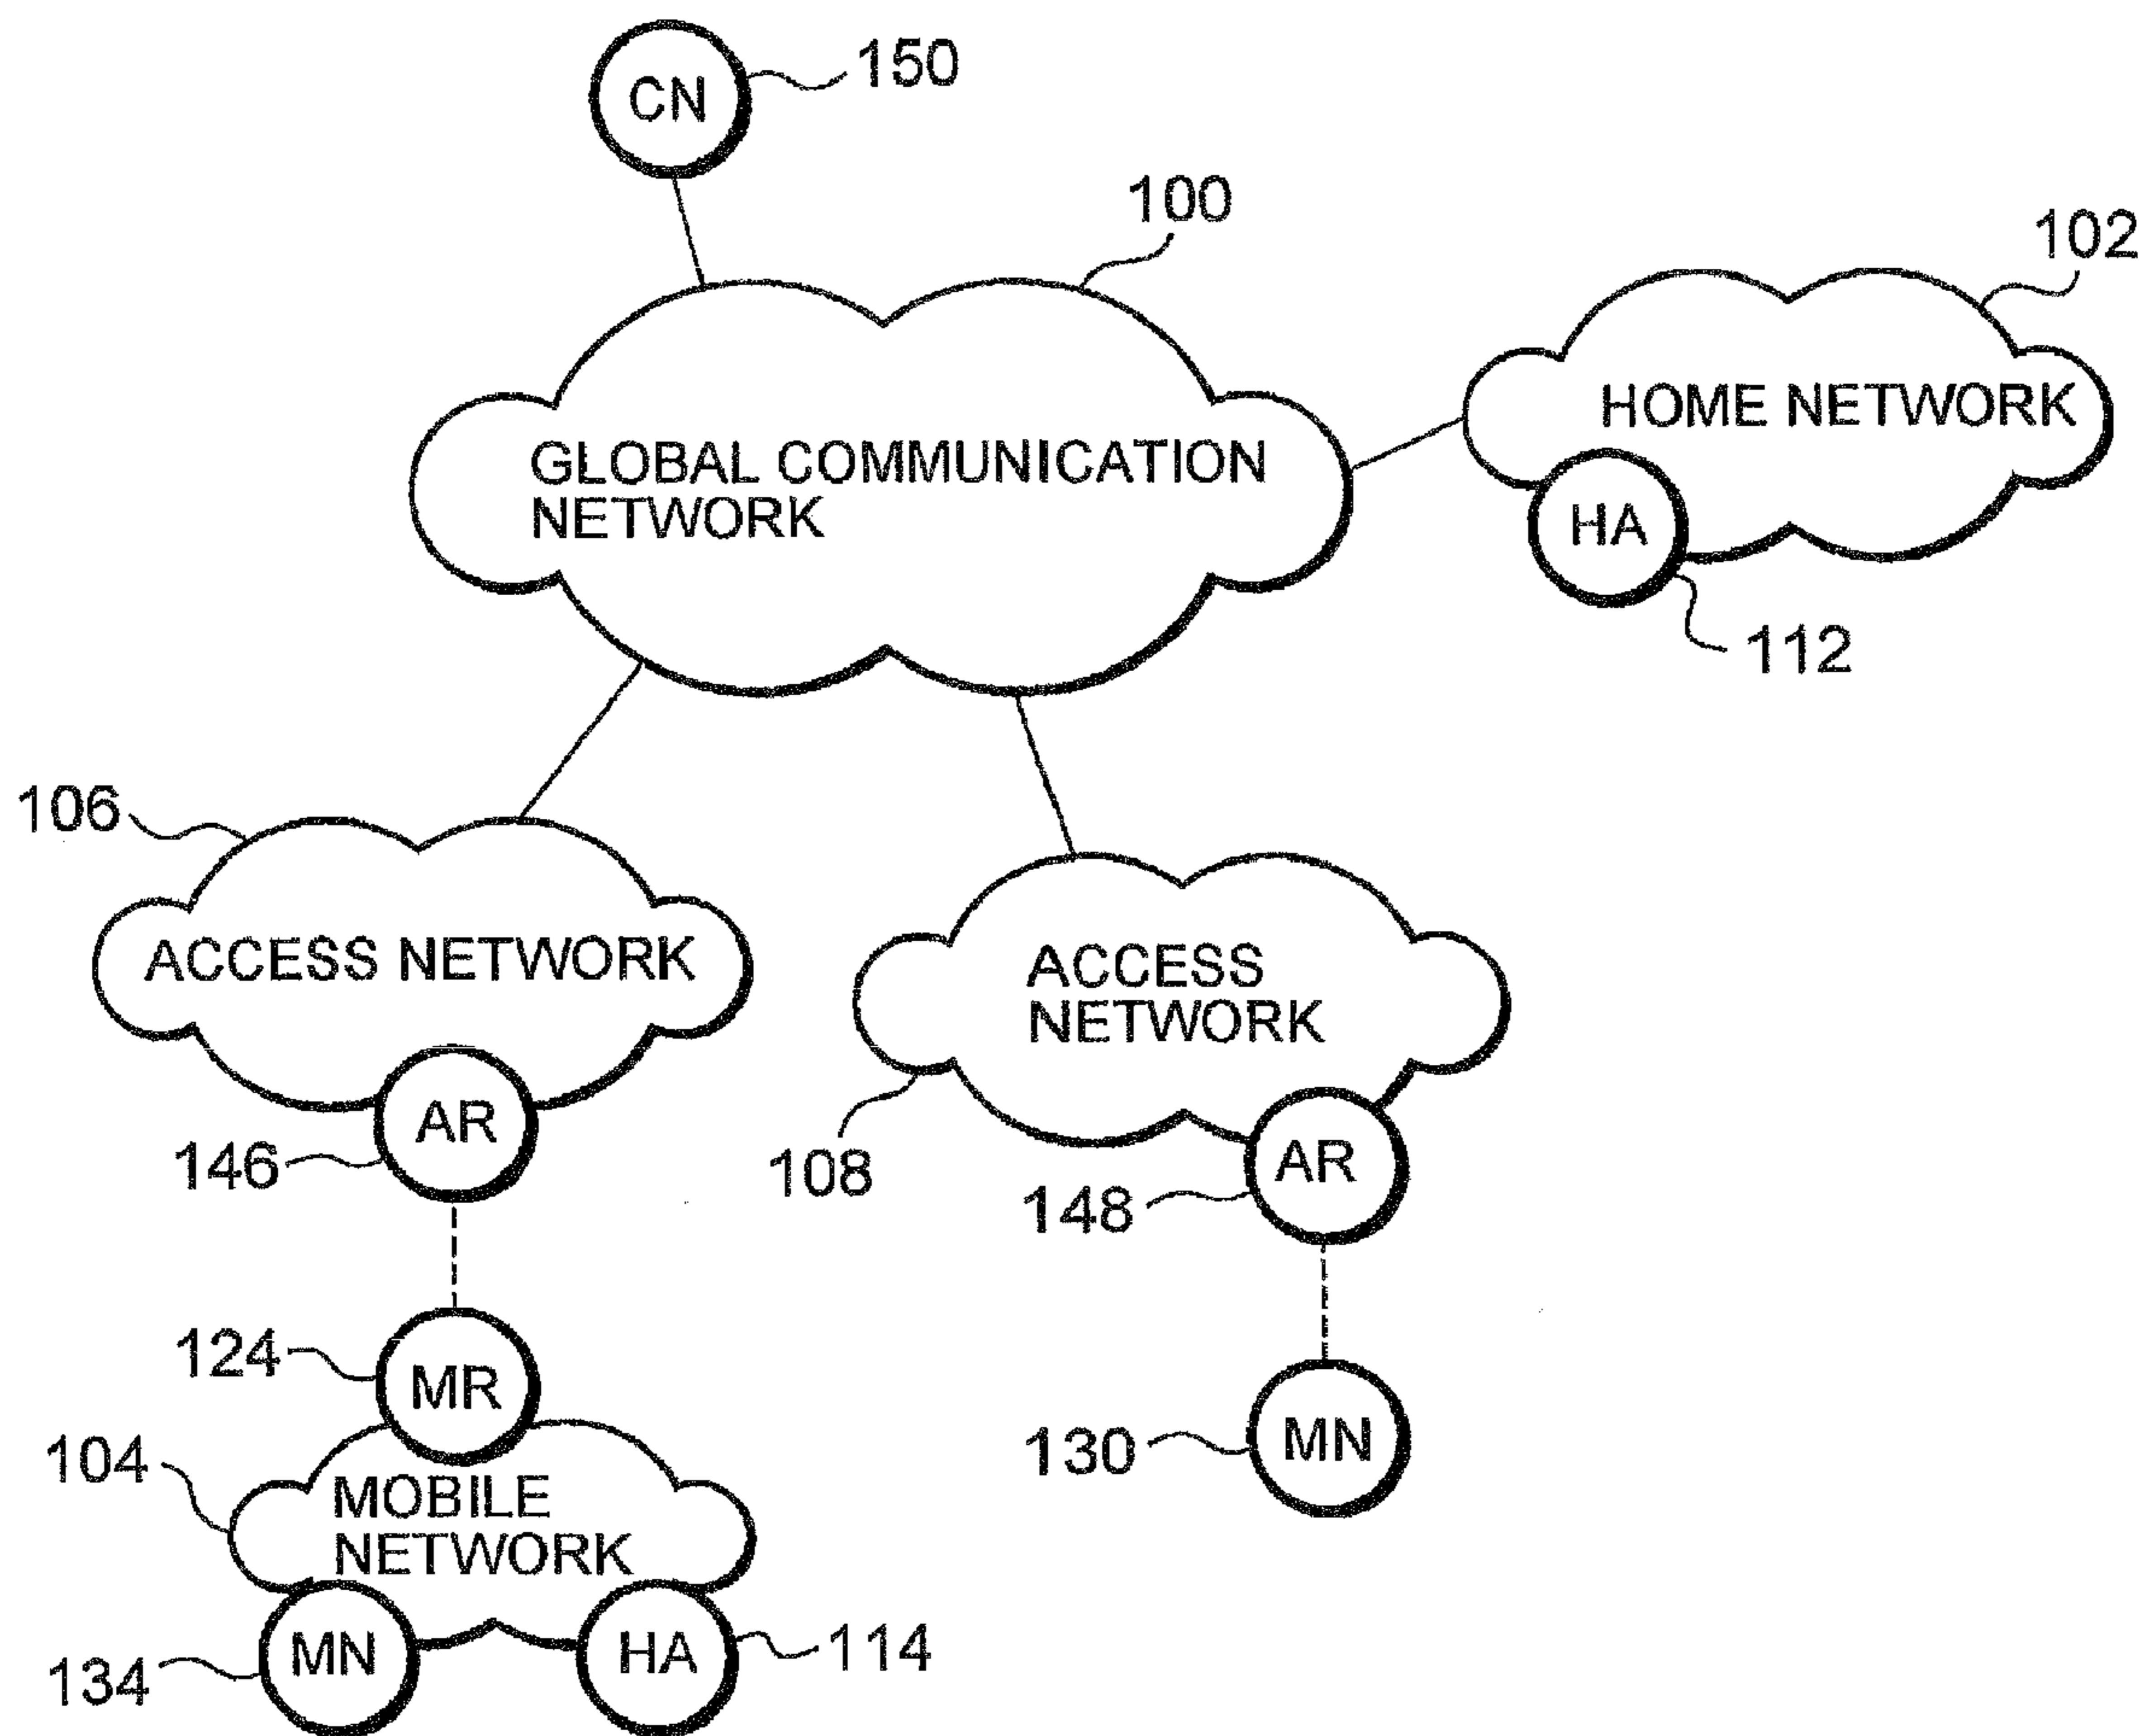 CN
150
100
102
GLOBAL COMMUNICATION
NETWORK
HOME NETWORK
HA
112
106
ACCESS NETWORK
ACCESS
NETWORK
AR
146
108
AR
148
124
MR
130
MN
104
MOBILE
NETWORK
MN
134
HA
114